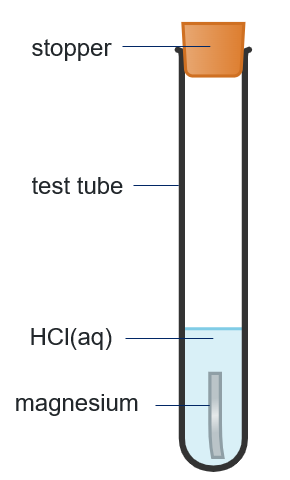 stopper
test tube
HCl(aq)
magnesium